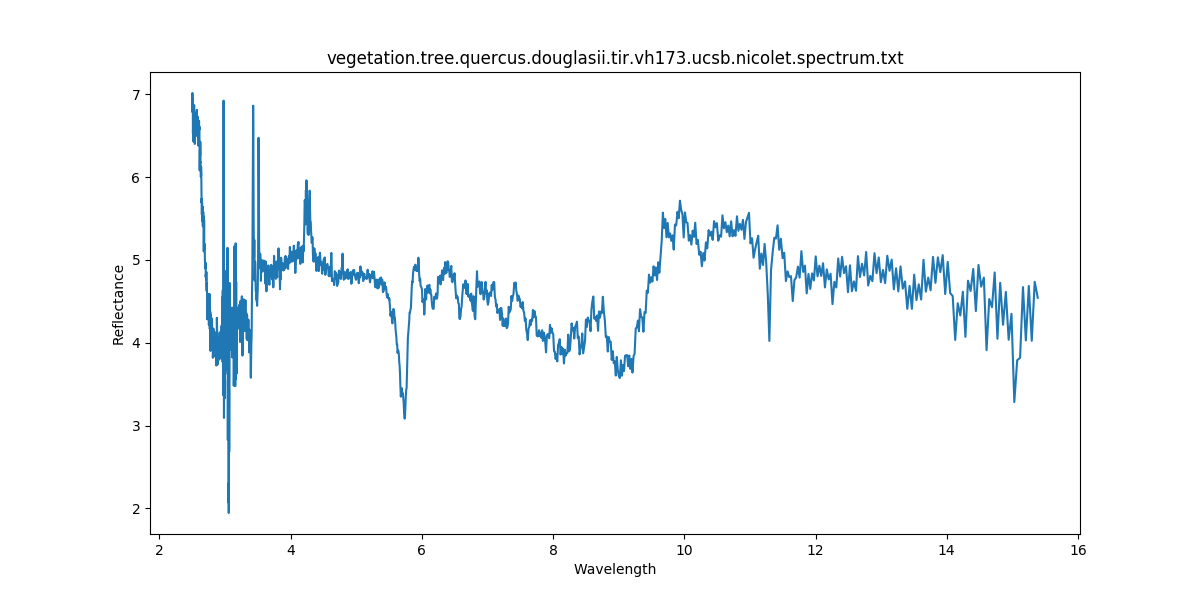 vegetation.tree.quercus.douglasii.tir.vh173.ucsb.nicolet.spectrum.txt
7
6
5
4
3
2
Reflectance
2 4 6 8 10 12 14 16
Wavelength